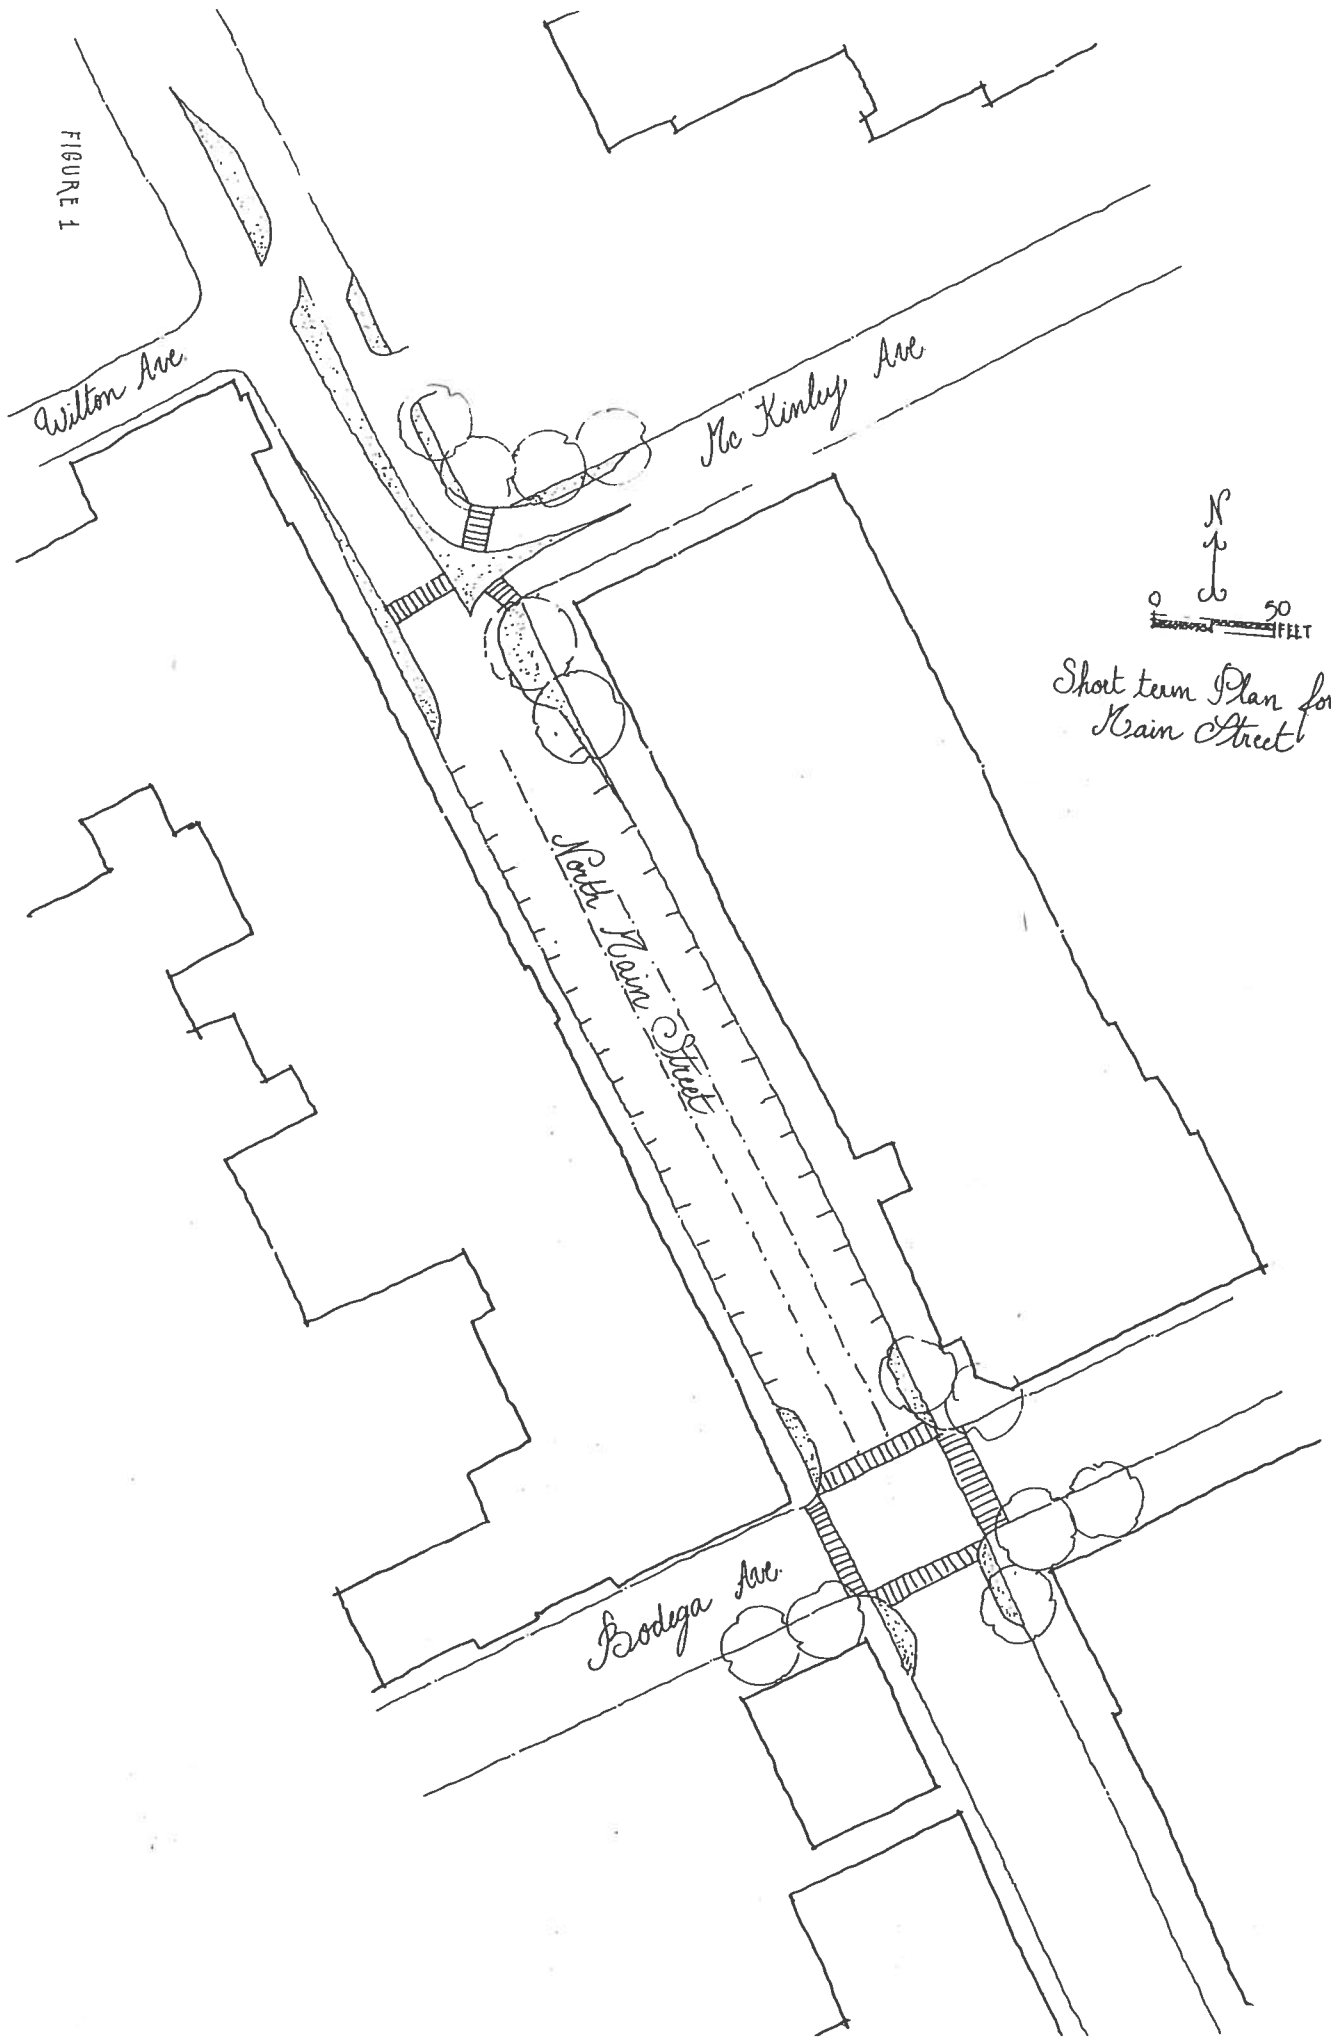 FIGURE 1
Wilton Ave.
Mc Kinley Ave.
N
0 50
FEET
Short term Plan for
Main Street
North Main Street
Bodega Ave.